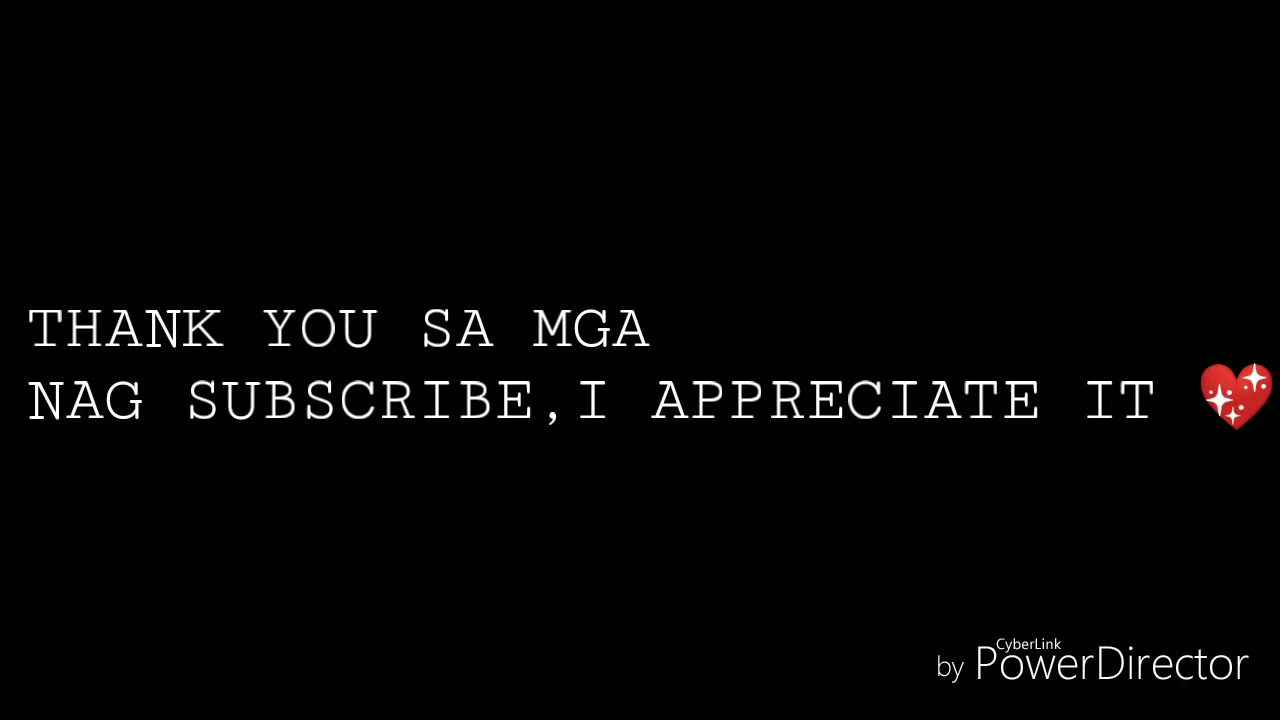 THANK YOU SA MGA
NAG SUBSCRIBE,I APPRECIATE IT 💖
CyberLink
by PowerDirector